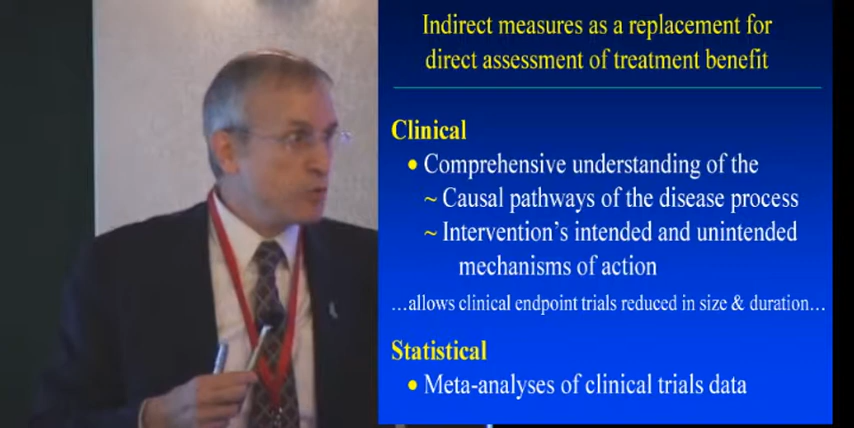 Indirect measures as a replacement for
direct assessment of treatment benefit
Clinical
• Comprehensive understanding of the
~ Causal pathways of the disease process
~ Intervention's intended and unintended
mechanisms of action
…allows clinical endpoint trials reduced in size & duration…
Statistical
• Meta-analyses of clinical trials data